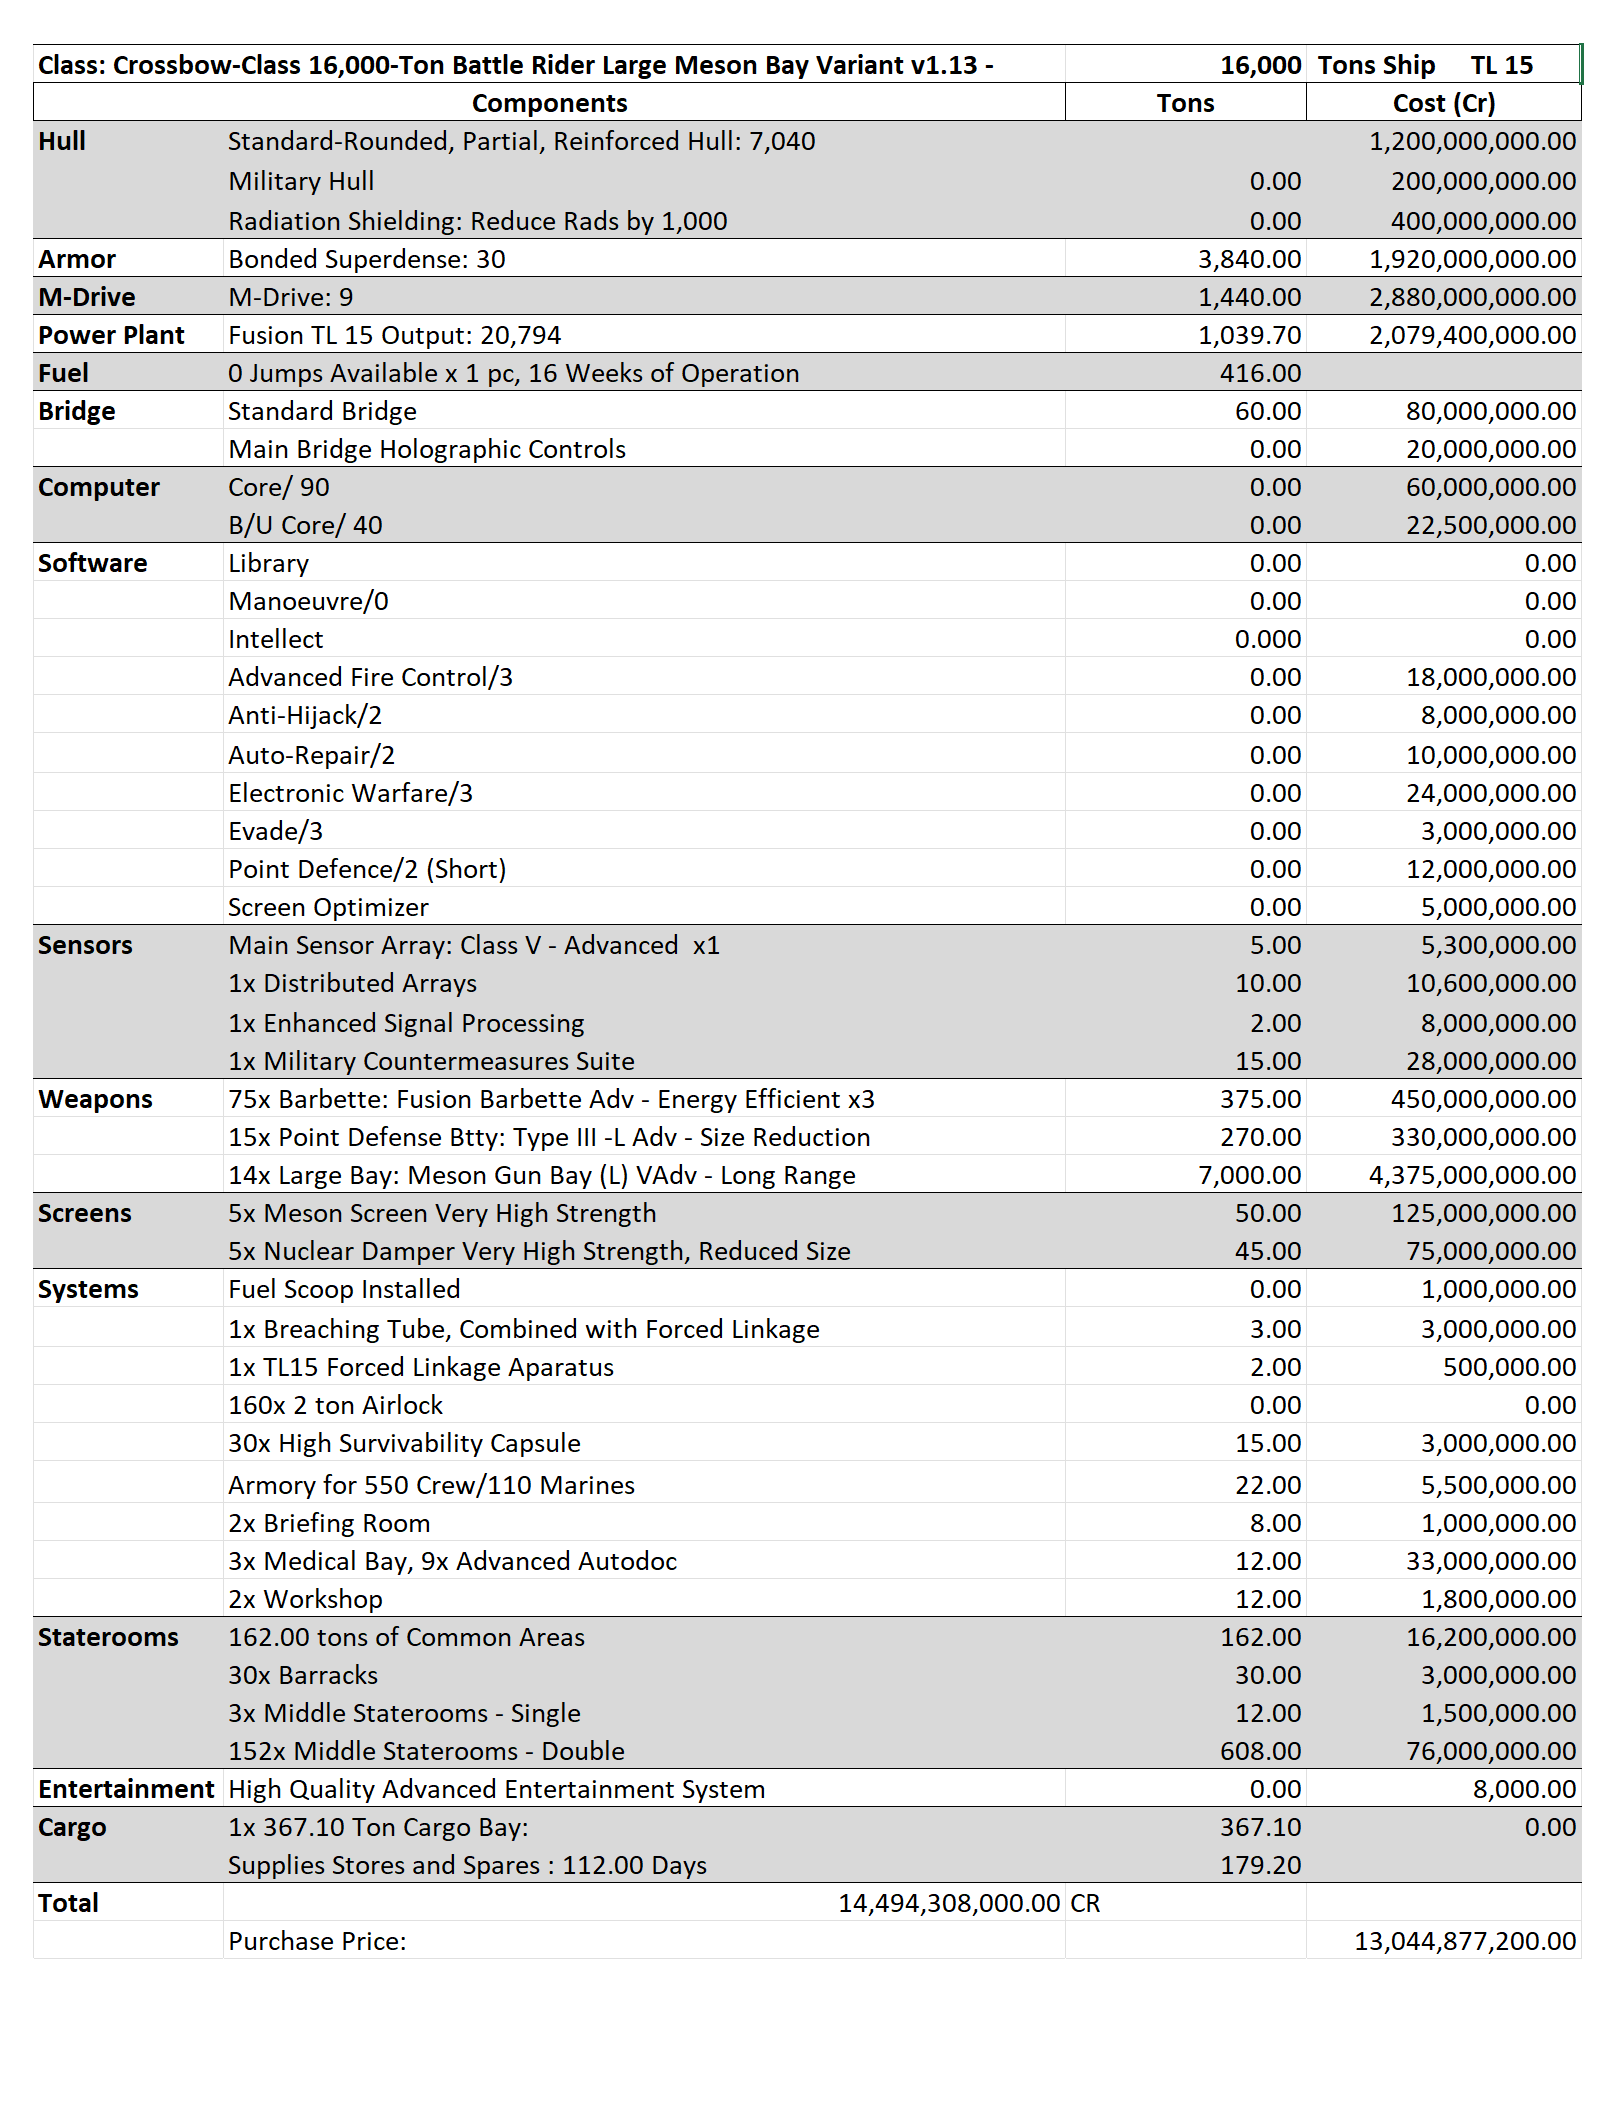 Class: Crossbow-Class 16,000-Ton Battle Rider Large Meson Bay Variant v1.13 - 16,000 Tons Ship TL 15
Components Tons Cost (Cr)
Hull Standard-Rounded, Partial, Reinforced Hull: 7,040 1,200,000,000.00
Military Hull 0.00 200,000,000.00
Radiation Shielding: Reduce Rads by 1,000 0.00 400,000,000.00
Armor Bonded Superdense: 30 3,840.00 1,920,000,000.00
M-Drive M-Drive: 9 1,440.00 2,880,000,000.00
Power Plant Fusion TL 15 Output: 20,794 1,039.70 2,079,400,000.00
Fuel 0 Jumps Available x 1 pc, 16 Weeks of Operation 416.00
Bridge Standard Bridge 60.00 80,000,000.00
Main Bridge Holographic Controls 0.00 20,000,000.00
Computer Core/ 90 0.00 60,000,000.00
B/U Core/ 40 0.00 22,500,000.00
Software Library 0.00 0.00
Manoeuvre/0 0.00 0.00
Intellect 0.000 0.00
Advanced Fire Control/3 0.00 18,000,000.00
Anti-Hijack/2 0.00 8,000,000.00
Auto-Repair/2 0.00 10,000,000.00
Electronic Warfare/3 0.00 24,000,000.00
Evade/3 0.00 3,000,000.00
Point Defence/2 (Short) 0.00 12,000,000.00
Screen Optimizer 0.00 5,000,000.00
Sensors Main Sensor Array: Class V - Advanced x1 5.00 5,300,000.00
1x Distributed Arrays 10.00 10,600,000.00
1x Enhanced Signal Processing 2.00 8,000,000.00
1x Military Countermeasures Suite 15.00 28,000,000.00
Weapons 75x Barbette: Fusion Barbette Adv - Energy Efficient x3 375.00 450,000,000.00
15x Point Defense Btty: Type III -L Adv - Size Reduction 270.00 330,000,000.00
14x Large Bay: Meson Gun Bay (L) VAdv - Long Range 7,000.00 4,375,000,000.00
Screens 5x Meson Screen Very High Strength 50.00 125,000,000.00
5x Nuclear Damper Very High Strength, Reduced Size 45.00 75,000,000.00
Systems Fuel Scoop Installed 0.00 1,000,000.00
1x Breaching Tube, Combined with Forced Linkage 3.00 3,000,000.00
1x TL15 Forced Linkage Aparatus 2.00 500,000.00
160x 2 ton Airlock 0.00 0.00
30x High Survivability Capsule 15.00 3,000,000.00
Armory for 550 Crew/110 Marines 22.00 5,500,000.00
2x Briefing Room 8.00 1,000,000.00
3x Medical Bay, 9x Advanced Autodoc 12.00 33,000,000.00
2x Workshop 12.00 1,800,000.00
Staterooms 162.00 tons of Common Areas 162.00 16,200,000.00
30x Barracks 30.00 3,000,000.00
3x Middle Staterooms - Single 12.00 1,500,000.00
152x Middle Staterooms - Double 608.00 76,000,000.00
Entertainment High Quality Advanced Entertainment System 0.00 8,000.00
Cargo 1x 367.10 Ton Cargo Bay: 367.10 0.00
Supplies Stores and Spares : 112.00 Days 179.20
Total 14,494,308,000.00 CR
Purchase Price: 13,044,877,200.00